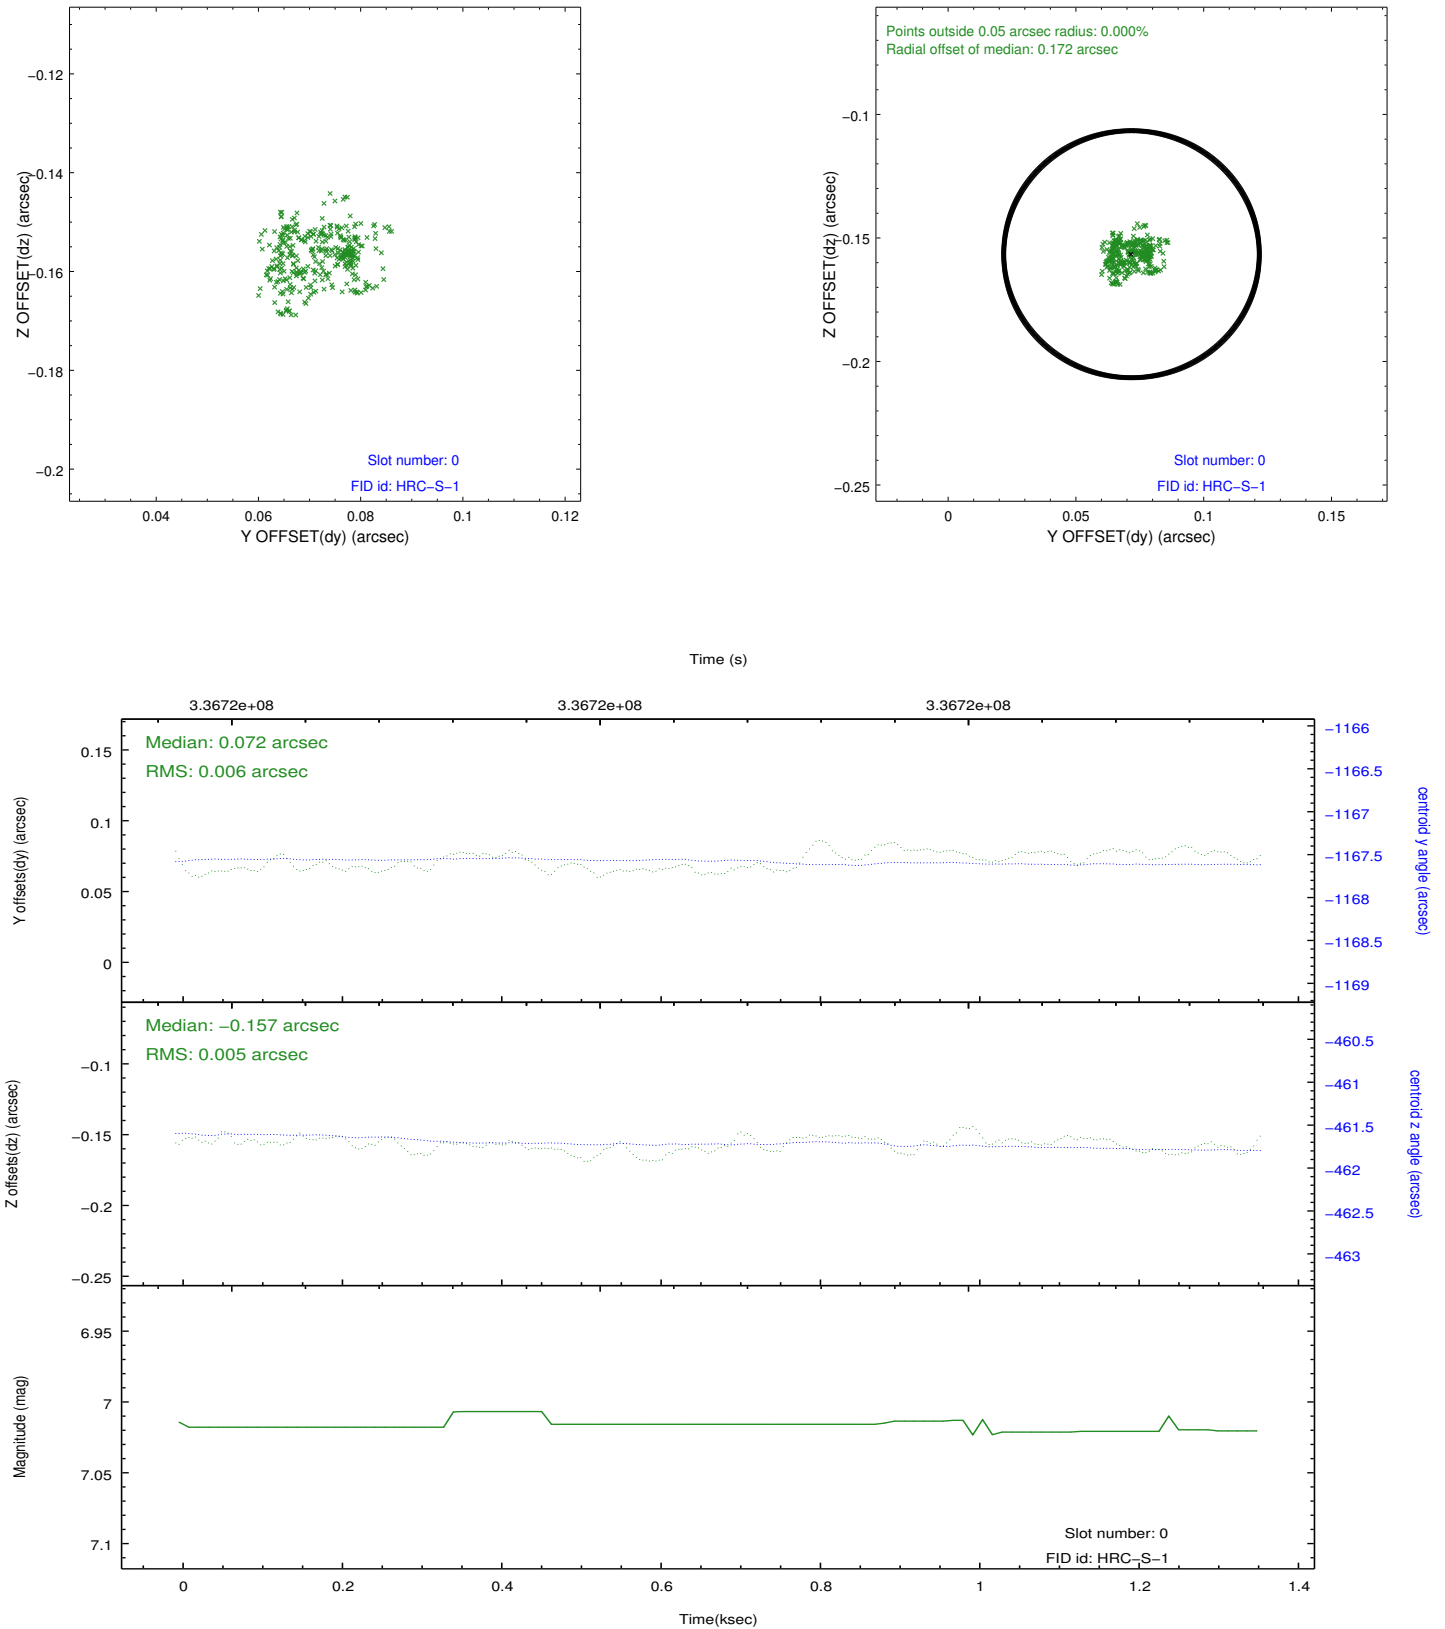 −0.12
−0.14
−0.16
−0.18
−0.2
Z OFFSET(dz) (arcsec)
Slot number: 0
FID id: HRC−S−1
0.04 0.06 0.08 0.1 0.12
Y OFFSET(dy) (arcsec)
Points outside 0.05 arcsec radius: 0.000%
Radial offset of median: 0.172 arcsec
−0.1
−0.15
−0.2
−0.25
Z OFFSET(dz) (arcsec)
Slot number: 0
FID id: HRC−S−1
0 0.05 0.1 0.15
Y OFFSET(dy) (arcsec)
Time (s)
3.3672e+08 3.3672e+08 3.3672e+08
Median: 0.072 arcsec
RMS: 0.006 arcsec
0.15
0.1
0.05
0
Y offsets(dy) (arcsec)
−1166
−1166.5
−1167
−1167.5
−1168
−1168.5
−1169
centroid y angle (arcsec)
Median: −0.157 arcsec
RMS: 0.005 arcsec
−0.1
−0.15
−0.2
−0.25
Z offsets(dz) (arcsec)
−460.5
−461
−461.5
−462
−462.5
−463
centroid z angle (arcsec)
6.95
7
7.05
7.1
Magnitude (mag)
Slot number: 0
FID id: HRC−S−1
0 0.2 0.4 0.6 0.8 1 1.2 1.4
Time(ksec)